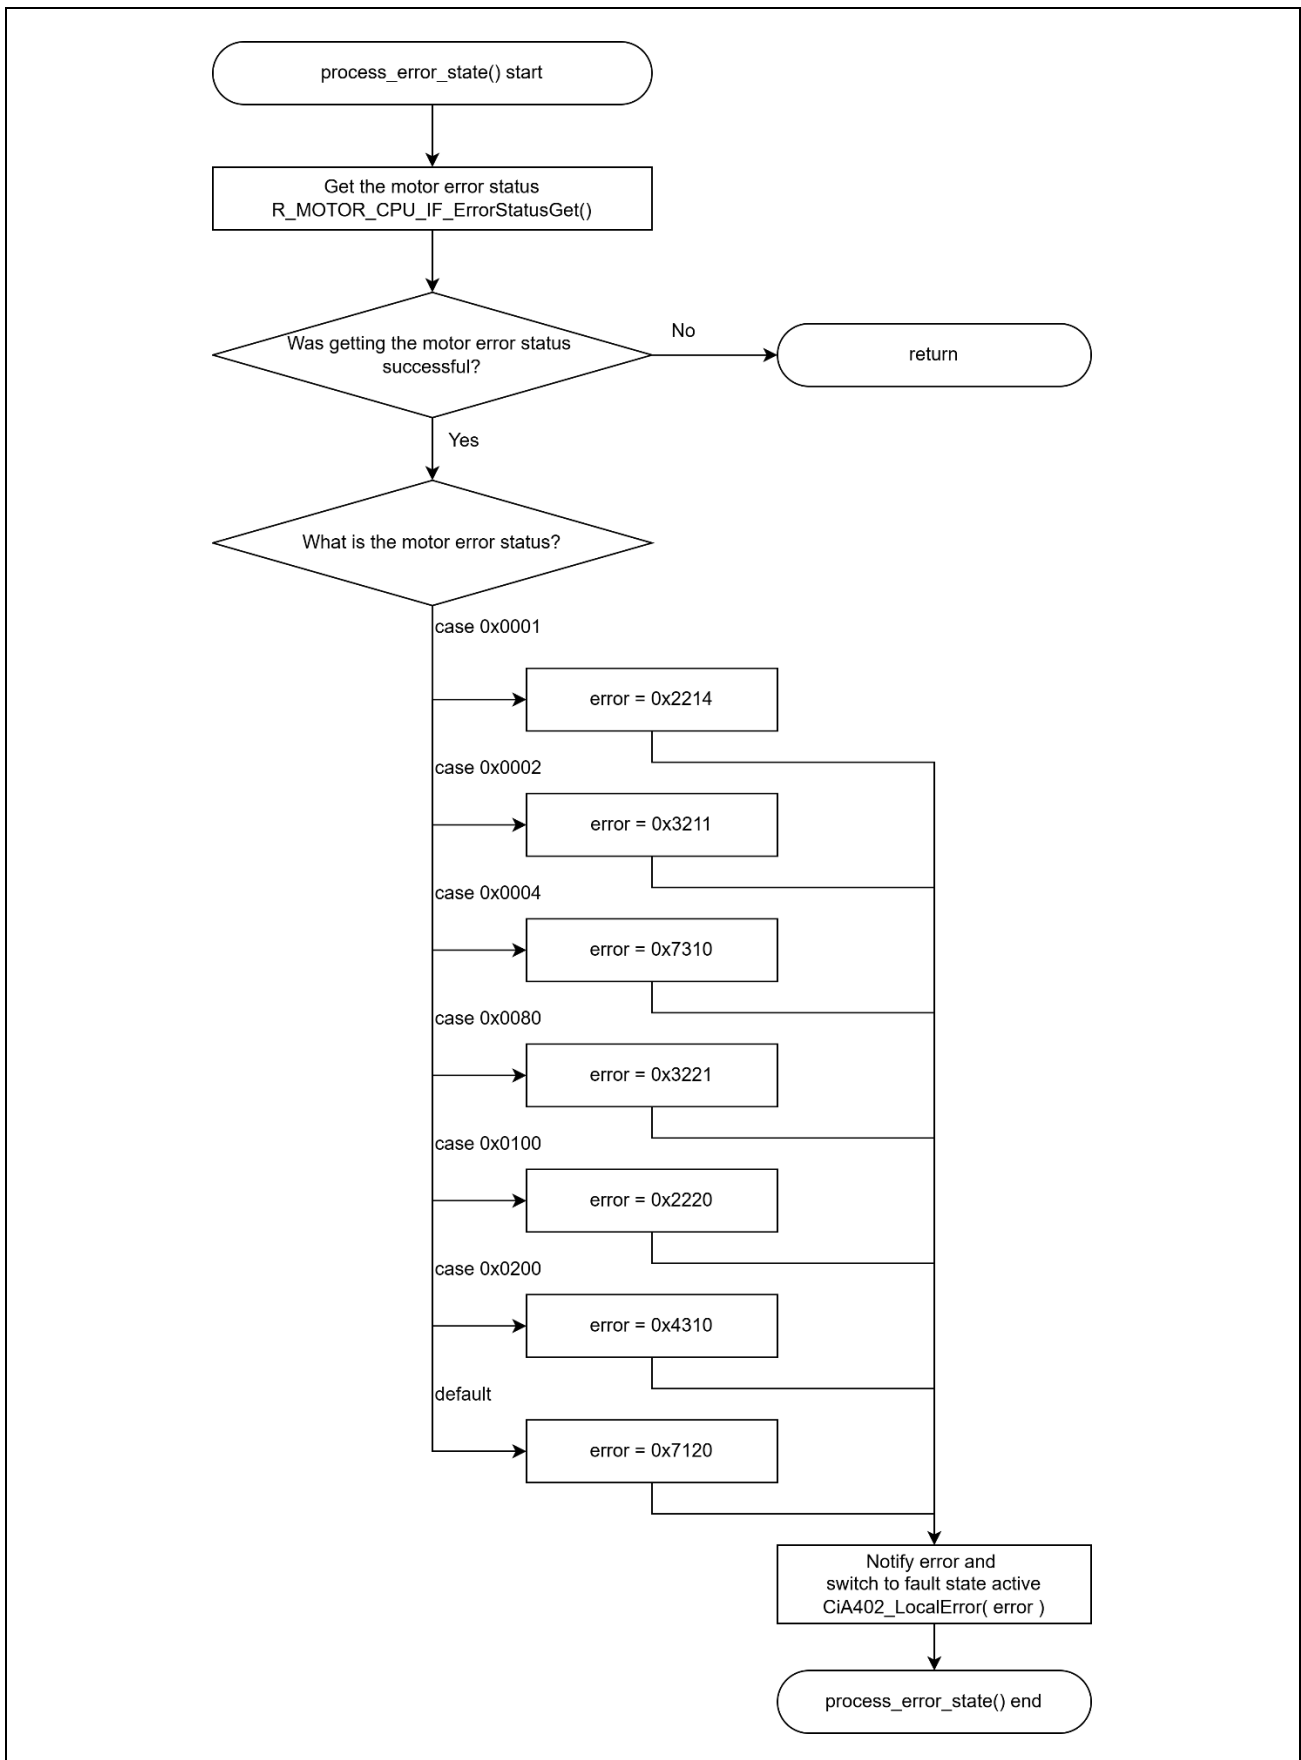 process_error_state() start
Get the motor error status
R_MOTOR_CPU_IF_ErrorStatusGet()
Was getting the motor error status
successful?
No
return
Yes
What is the motor error status?
case 0x0001
error = 0x2214
case 0x0002
error = 0x3211
case 0x0004
error = 0x7310
case 0x0080
error = 0x3221
case 0x0100
error = 0x2220
case 0x0200
error = 0x4310
default
error = 0x7120
Notify error and
switch to fault state active
CiA402_LocalError( error )
process_error_state() end